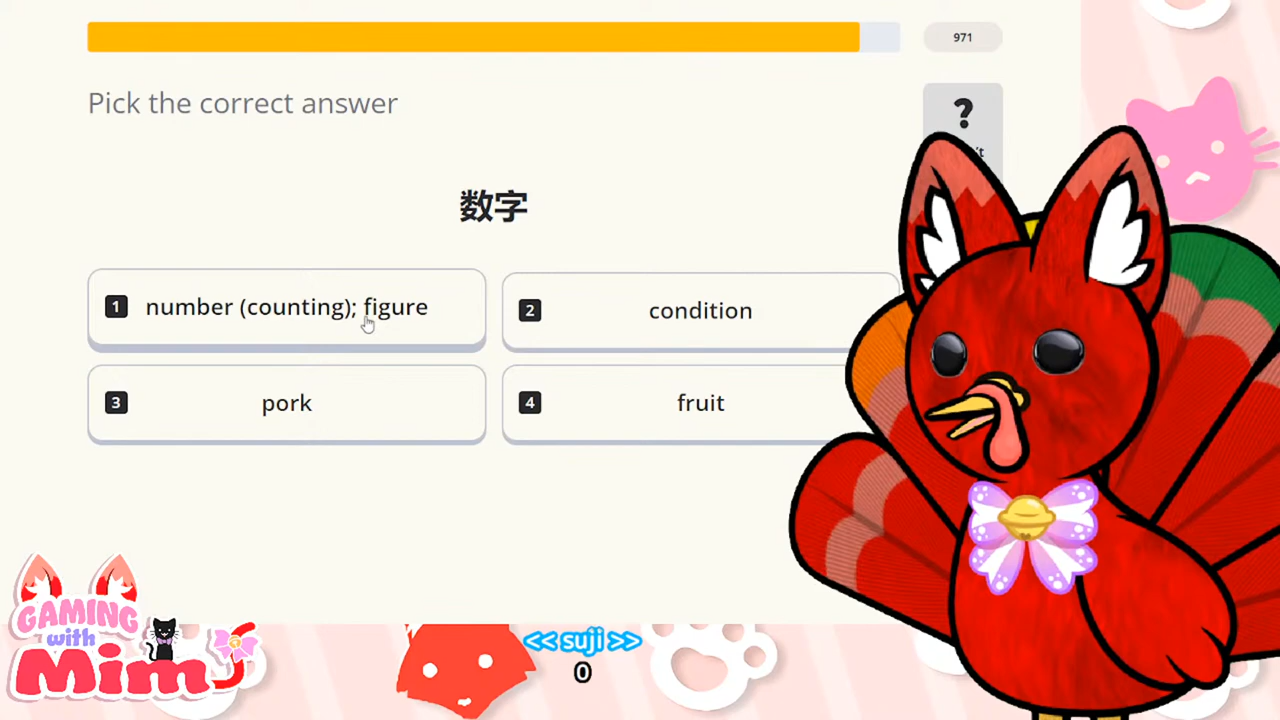 971
Pick the correct answer
?
数字
1 number (counting); figure
2 condition
3 pork
4 fruit
GAMING
with
Mim
<< suji >>
0